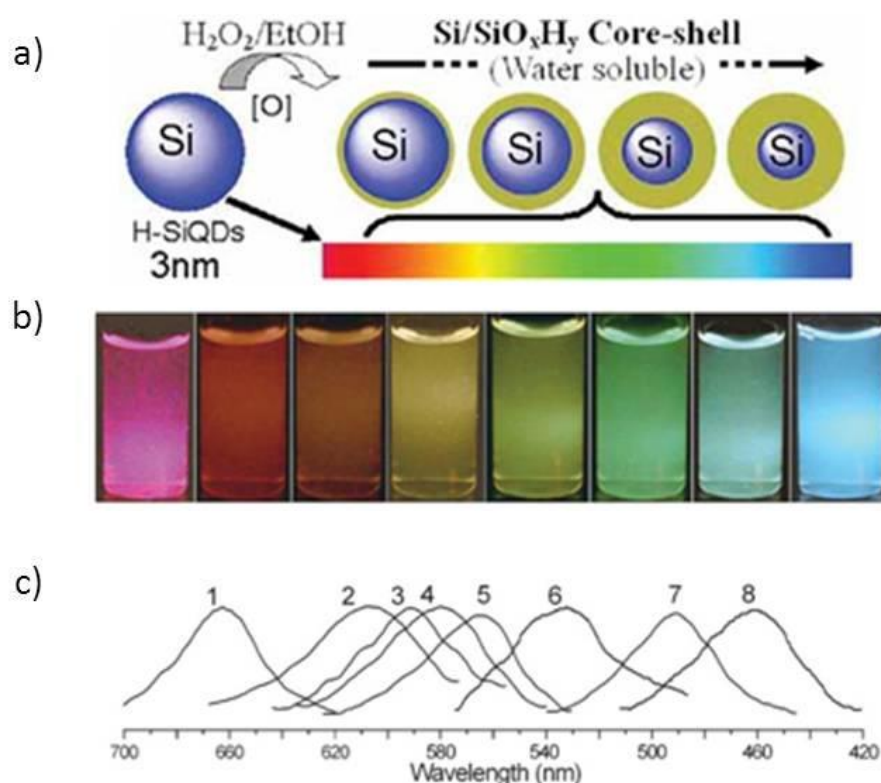 a)
H₂O₂/EtOH
[O]
Si/SiOₓHᵧ Core-shell
(Water soluble)
Si
Si
Si
Si
Si
H-SiQDs
3nm
b)
c)
1 2 3 4 5 6 7 8
700 660 620 580 540 500 460 420
Wavelength (nm)